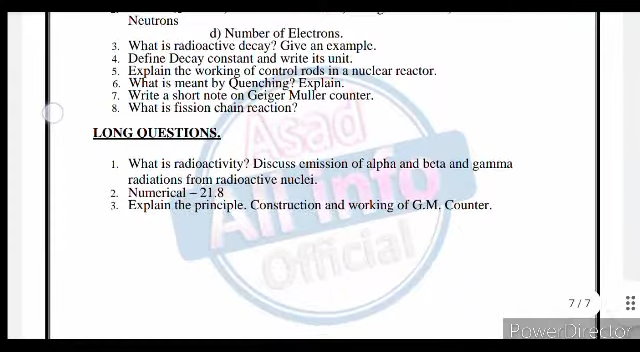 Neutrons
d) Number of Electrons.
3. What is radioactive decay? Give an example.
4. Define Decay constant and write its unit.
5. Explain the working of control rods in a nuclear reactor.
6. What is meant by Quenching? Explain.
7. Write a short note on Geiger Muller counter.
8. What is fission chain reaction?
LONG QUESTIONS.
1. What is radioactivity? Discuss emission of alpha and beta and gamma
radiations from radioactive nuclei.
2. Numerical – 21.8
3. Explain the principle. Construction and working of G.M. Counter.
Asad
All info
Official
7/7
PowerDirector